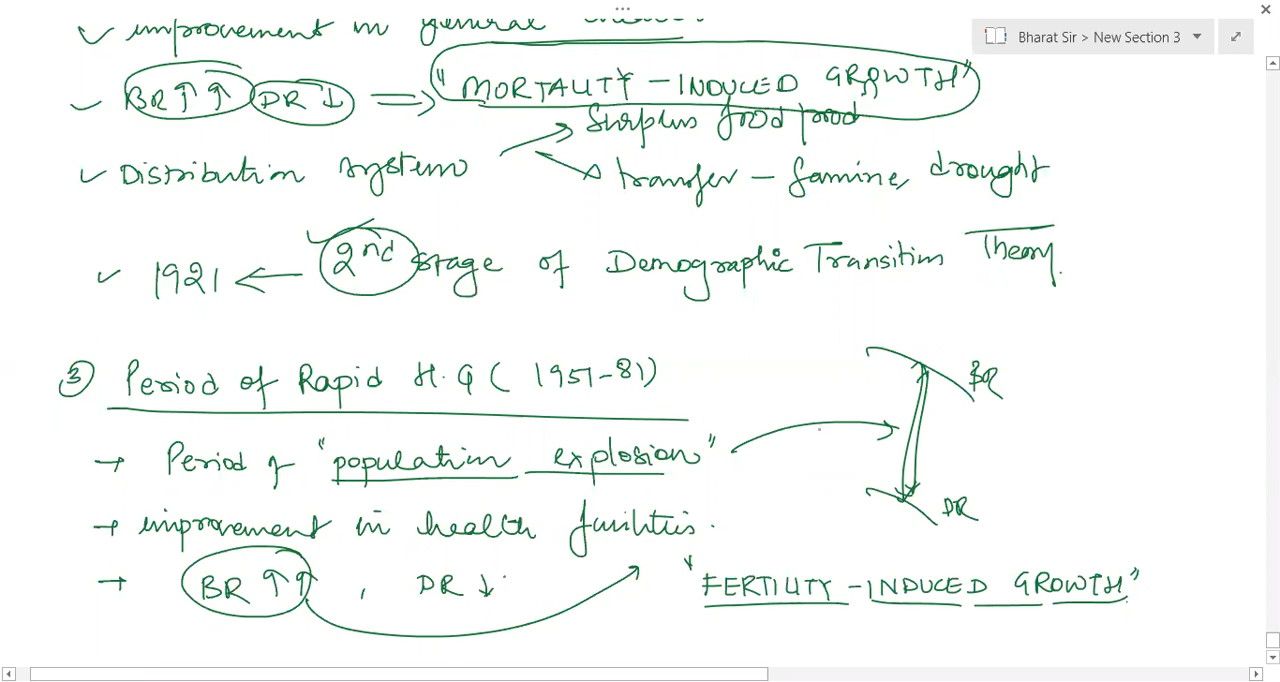 Bharat Sir > New Section 3
✓ improvement in general
✓ BR↑↑ DR↓ ⇒ "MORTALITY-INDUCED GROWTH"
✓ Distribution system → Surplus food prod
→ transfer - famine, drought
✓ 1921 ← 2nd stage of Demographic Transition Theory.
③ Period of Rapid H.G ( 1951-81)
BR
→ Period of "population explosion"
DR
→ improvement in health facilities.
→ BR ↑↑, DR ↓ "FERTILITY-INDUCED GROWTH"